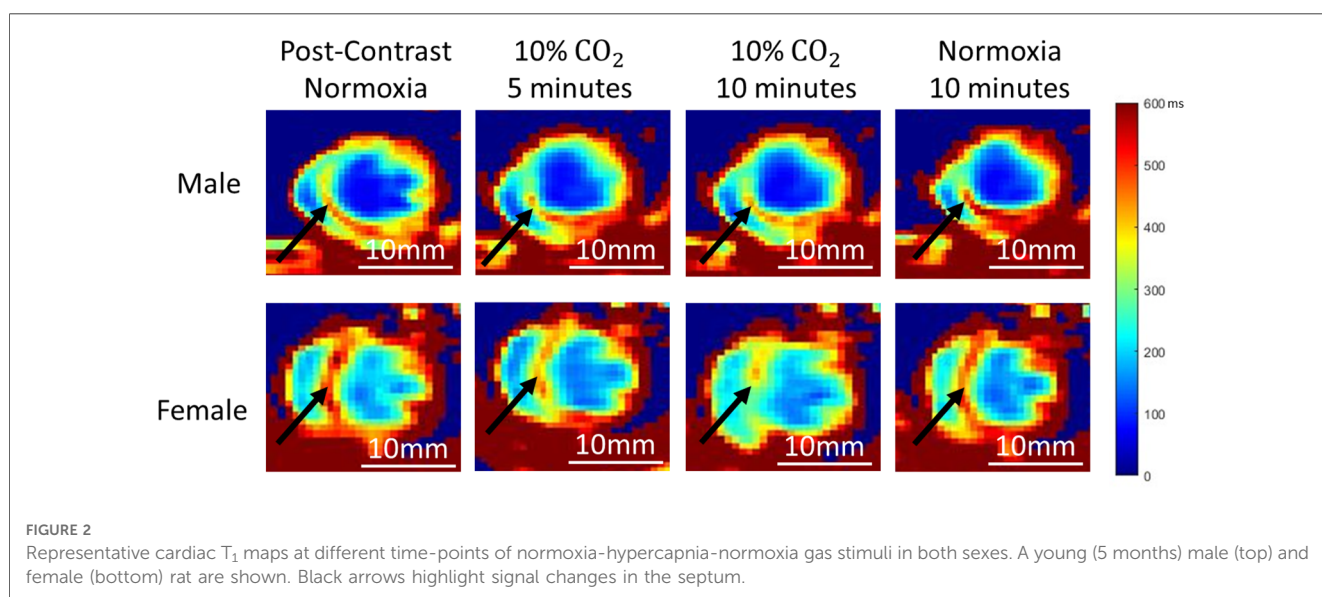 Post-Contrast Normoxia
10% CO₂ 5 minutes
10% CO₂ 10 minutes
Normoxia 10 minutes
600 ms
500
400
300
200
100
0
Male
10mm
10mm
10mm
10mm
Female
10mm
10mm
10mm
10mm
FIGURE 2
Representative cardiac T₁ maps at different time-points of normoxia-hypercapnia-normoxia gas stimuli in both sexes. A young (5 months) male (top) and
female (bottom) rat are shown. Black arrows highlight signal changes in the septum.